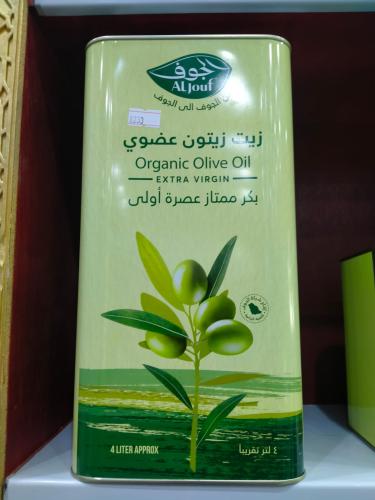 الجوف
AlJouf
من الجوف الى الجوف
زيت زيتون عضوي
Organic Olive Oil
EXTRA VIRGIN
بكر ممتاز عصرة أولى
4 LITER APPROX
٤ لتر تقريباً